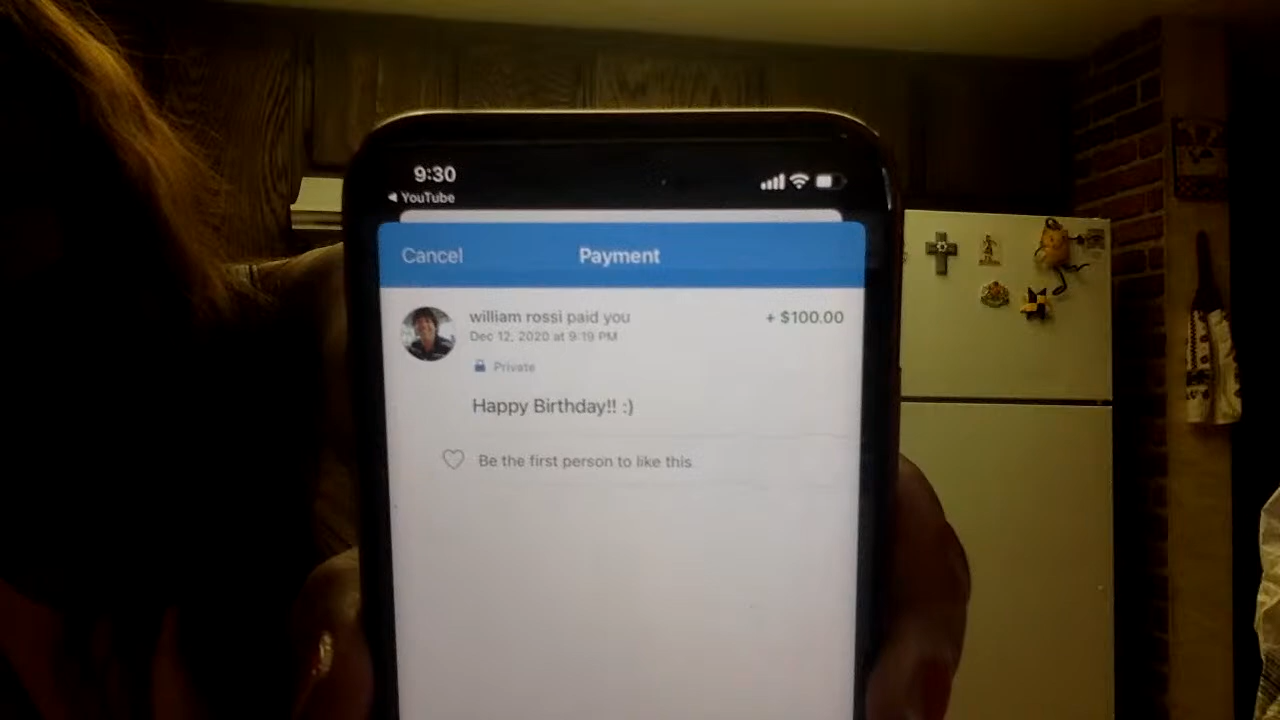 9:30
◀ YouTube
Cancel
Payment
william rossi paid you
+ $100.00
Dec 12, 2020 at 9:19 PM
Private
Happy Birthday!! :)
Be the first person to like this